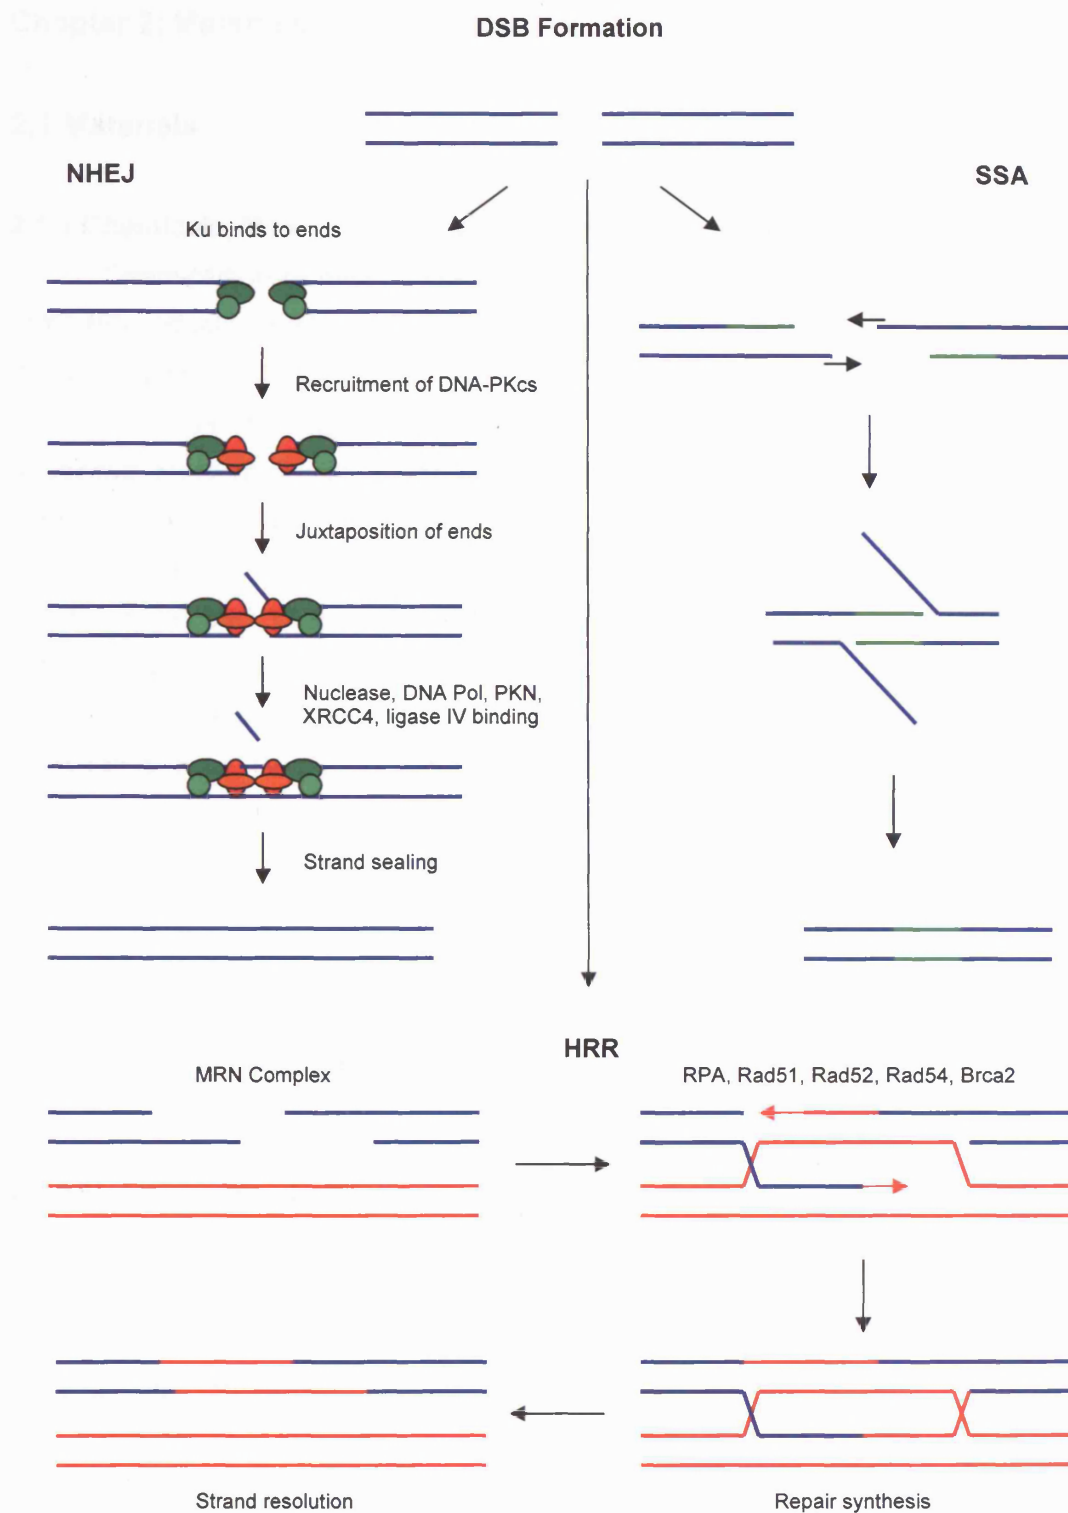 DSB Formation
NHEJ
SSA
Ku binds to ends
Recruitment of DNA-PKcs
Juxtaposition of ends
Nuclease, DNA Pol, PKN,
XRCC4, ligase IV binding
Strand sealing
HRR
MRN Complex
RPA, Rad51, Rad52, Rad54, Brca2
Strand resolution
Repair synthesis